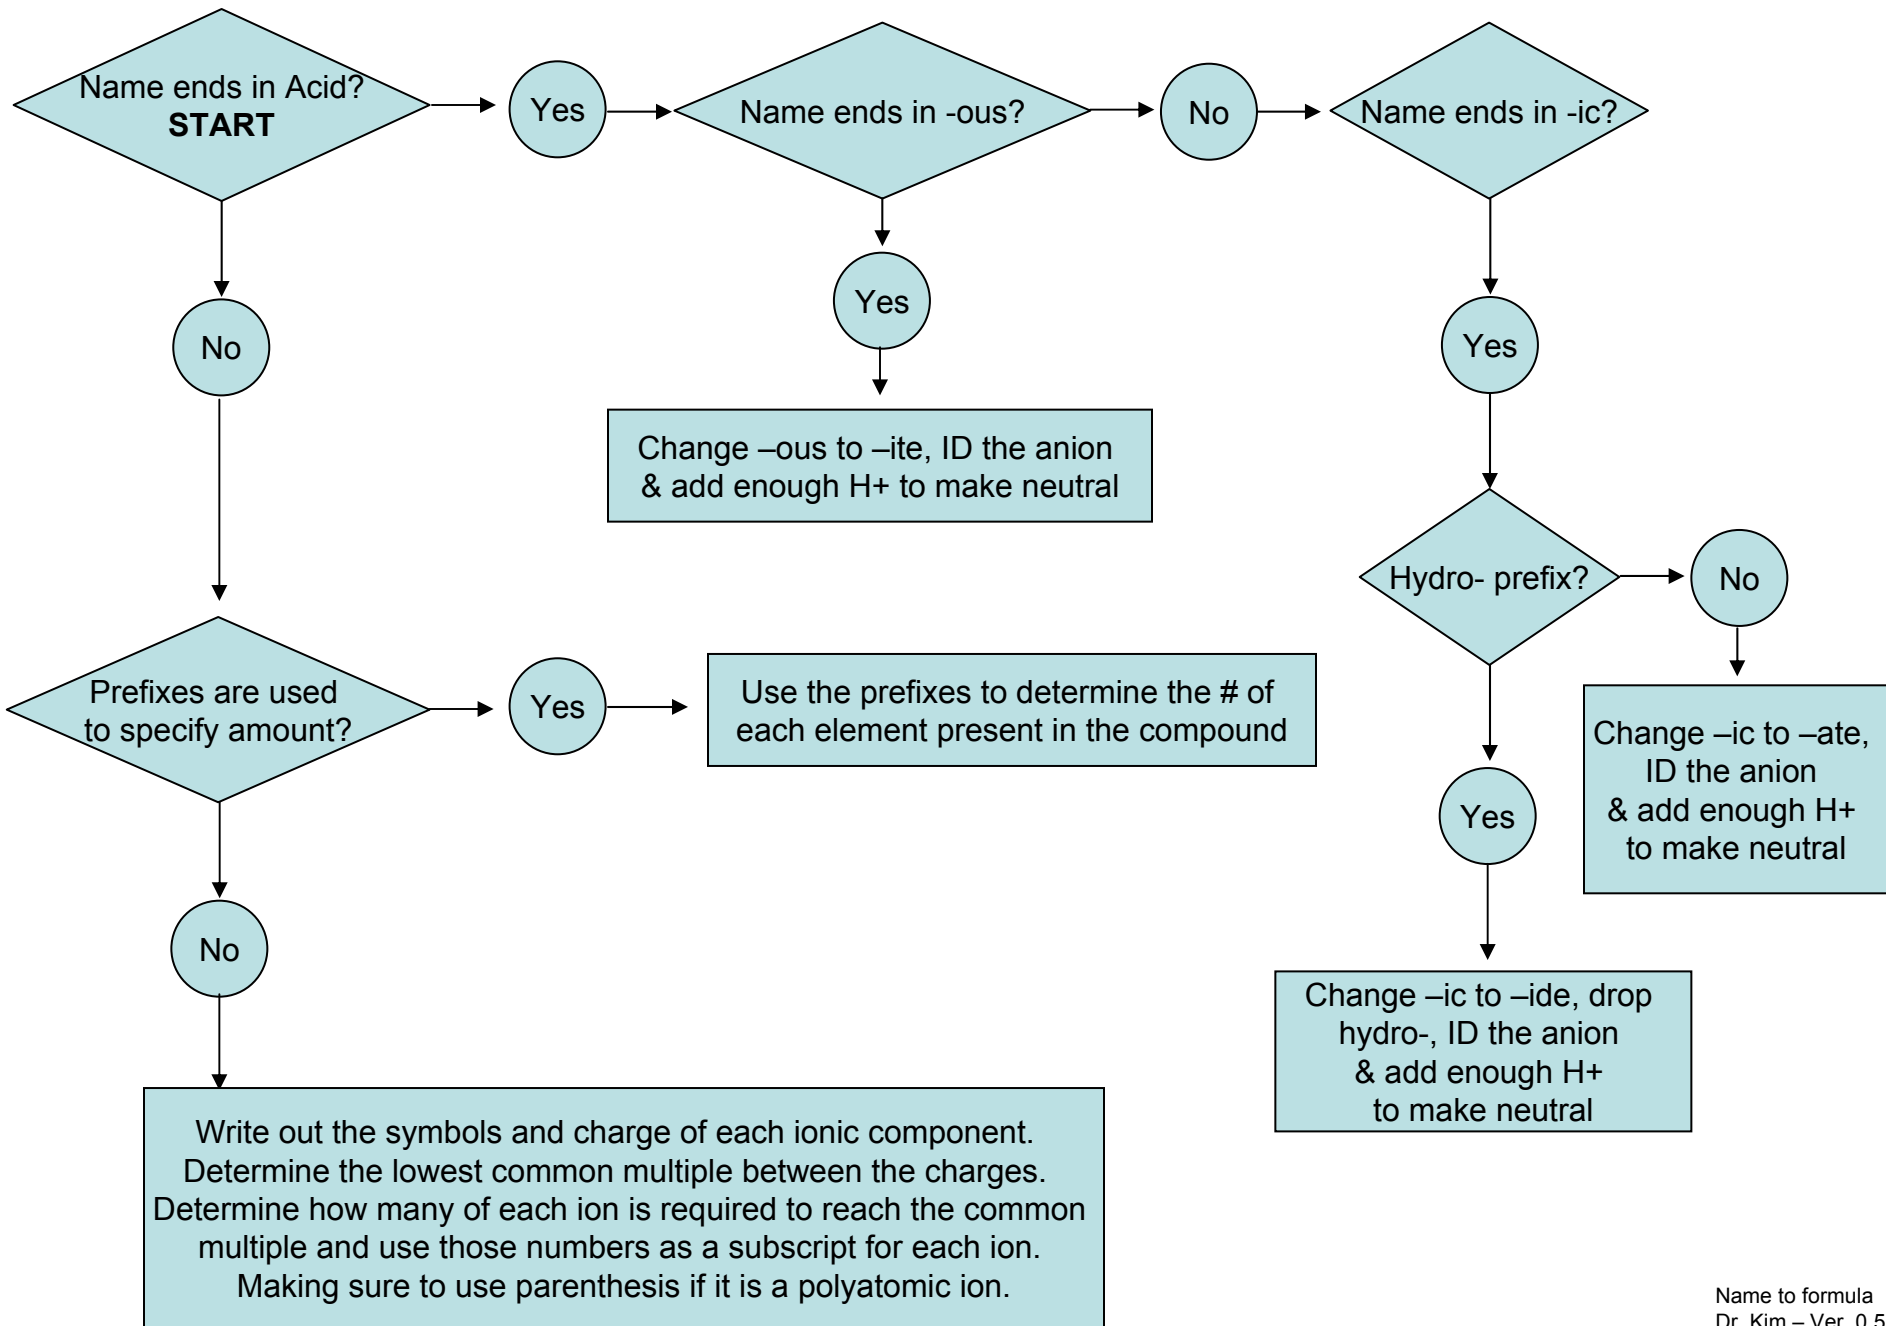 Name ends in Acid?
START
Yes
Name ends in -ous?
No
Name ends in -ic?
No
Yes
Yes
Change –ous to –ite, ID the anion
& add enough H+ to make neutral
Hydro- prefix?
No
Prefixes are used
to specify amount?
Yes
Use the prefixes to determine the # of
each element present in the compound
Change –ic to –ate,
ID the anion
& add enough H+
to make neutral
Yes
No
Change –ic to –ide, drop
hydro-, ID the anion
& add enough H+
to make neutral
Write out the symbols and charge of each ionic component.
Determine the lowest common multiple between the charges.
Determine how many of each ion is required to reach the common
multiple and use those numbers as a subscript for each ion.
Making sure to use parenthesis if it is a polyatomic ion.
Name to formula
Dr. Kim – Ver. 0.5